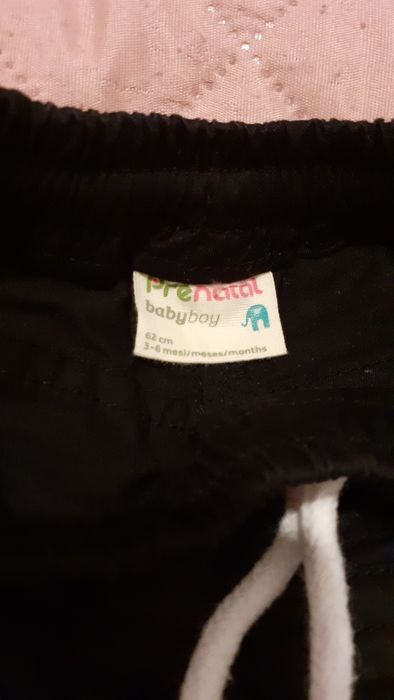 prenatal
babyboy
62 cm
3-6 mesi/meses/months